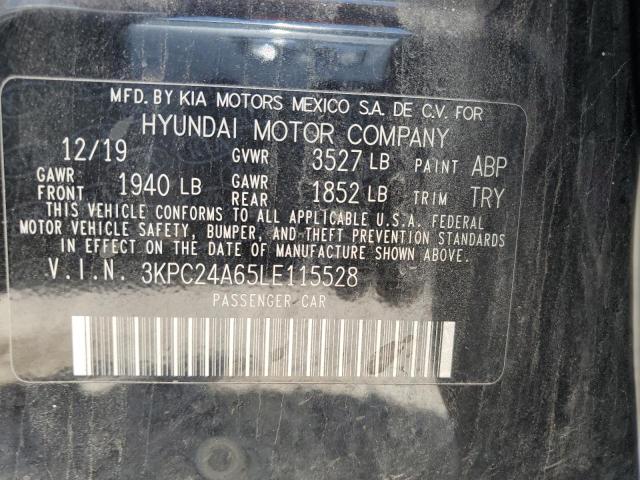 MFD. BY KIA MOTORS MEXICO S.A. DE C.V. FOR
HYUNDAI MOTOR COMPANY
12/19 GVWR 3527 LB PAINT ABP
GAWR FRONT 1940 LB GAWR REAR 1852 LB TRIM TRY
THIS VEHICLE CONFORMS TO ALL APPLICABLE U.S.A. FEDERAL
MOTOR VEHICLE SAFETY, BUMPER, AND THEFT PREVENTION STANDARDS
IN EFFECT ON THE DATE OF MANUFACTURE SHOWN ABOVE.
V.I.N. 3KPC24A65LE115528
PASSENGER CAR